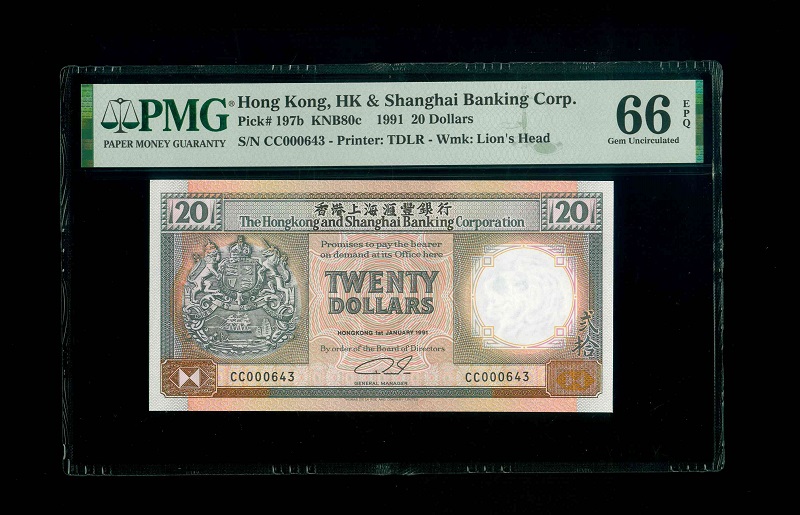 PMG®
PAPER MONEY GUARANTY
Hong Kong, HK & Shanghai Banking Corp.
Pick# 197b KNB80c 1991 20 Dollars
S/N CC000643 - Printer: TDLR - Wmk: Lion's Head
66
EPQ
Gem Uncirculated
20
香港上海滙豐銀行
20
The Hongkong and Shanghai Banking Corporation
Promises to pay the bearer
on demand at its Office here
TWENTY
DOLLARS
HONGKONG 1st JANUARY 1991
By order of the Board of Directors
GENERAL MANAGER
貳拾
CC000643
CC000643